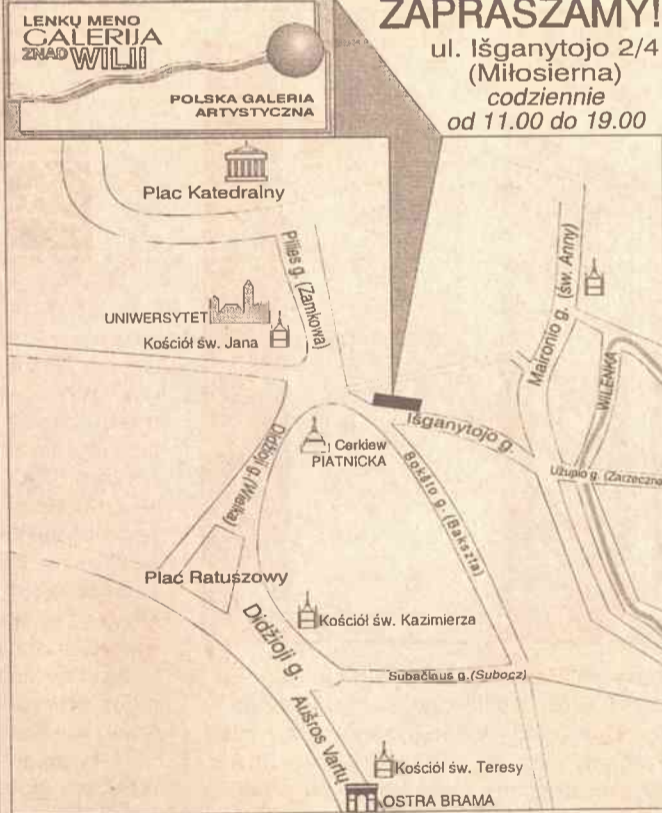 LENKŲ MENO
GALERIJA
ZNAD WILII
POLSKA GALERIA
ARTYSTYCZNA
ZAPRASZAMY!
ul. Išganytojo 2/4
(Miłosierna)
codziennie
od 11.00 do 19.00
Plac Katedralny
Pilies g. (Zamkowa)
UNIWERSYTET
Kościół św. Jana
Maironio g. (św. Anny)
WILENKA
Išganytojo g.
Užupio g. (Zarzeczna
Cerkiew
PIATNICKA
Didžioji g. (Wielka)
Bokšto g. (Bakszta)
Plac Ratuszowy
Kościół św. Kazimierza
Didžioji g.
Subačiaus g. (Subocz)
Aušros Vartų
Kościół św. Teresy
OSTRA BRAMA